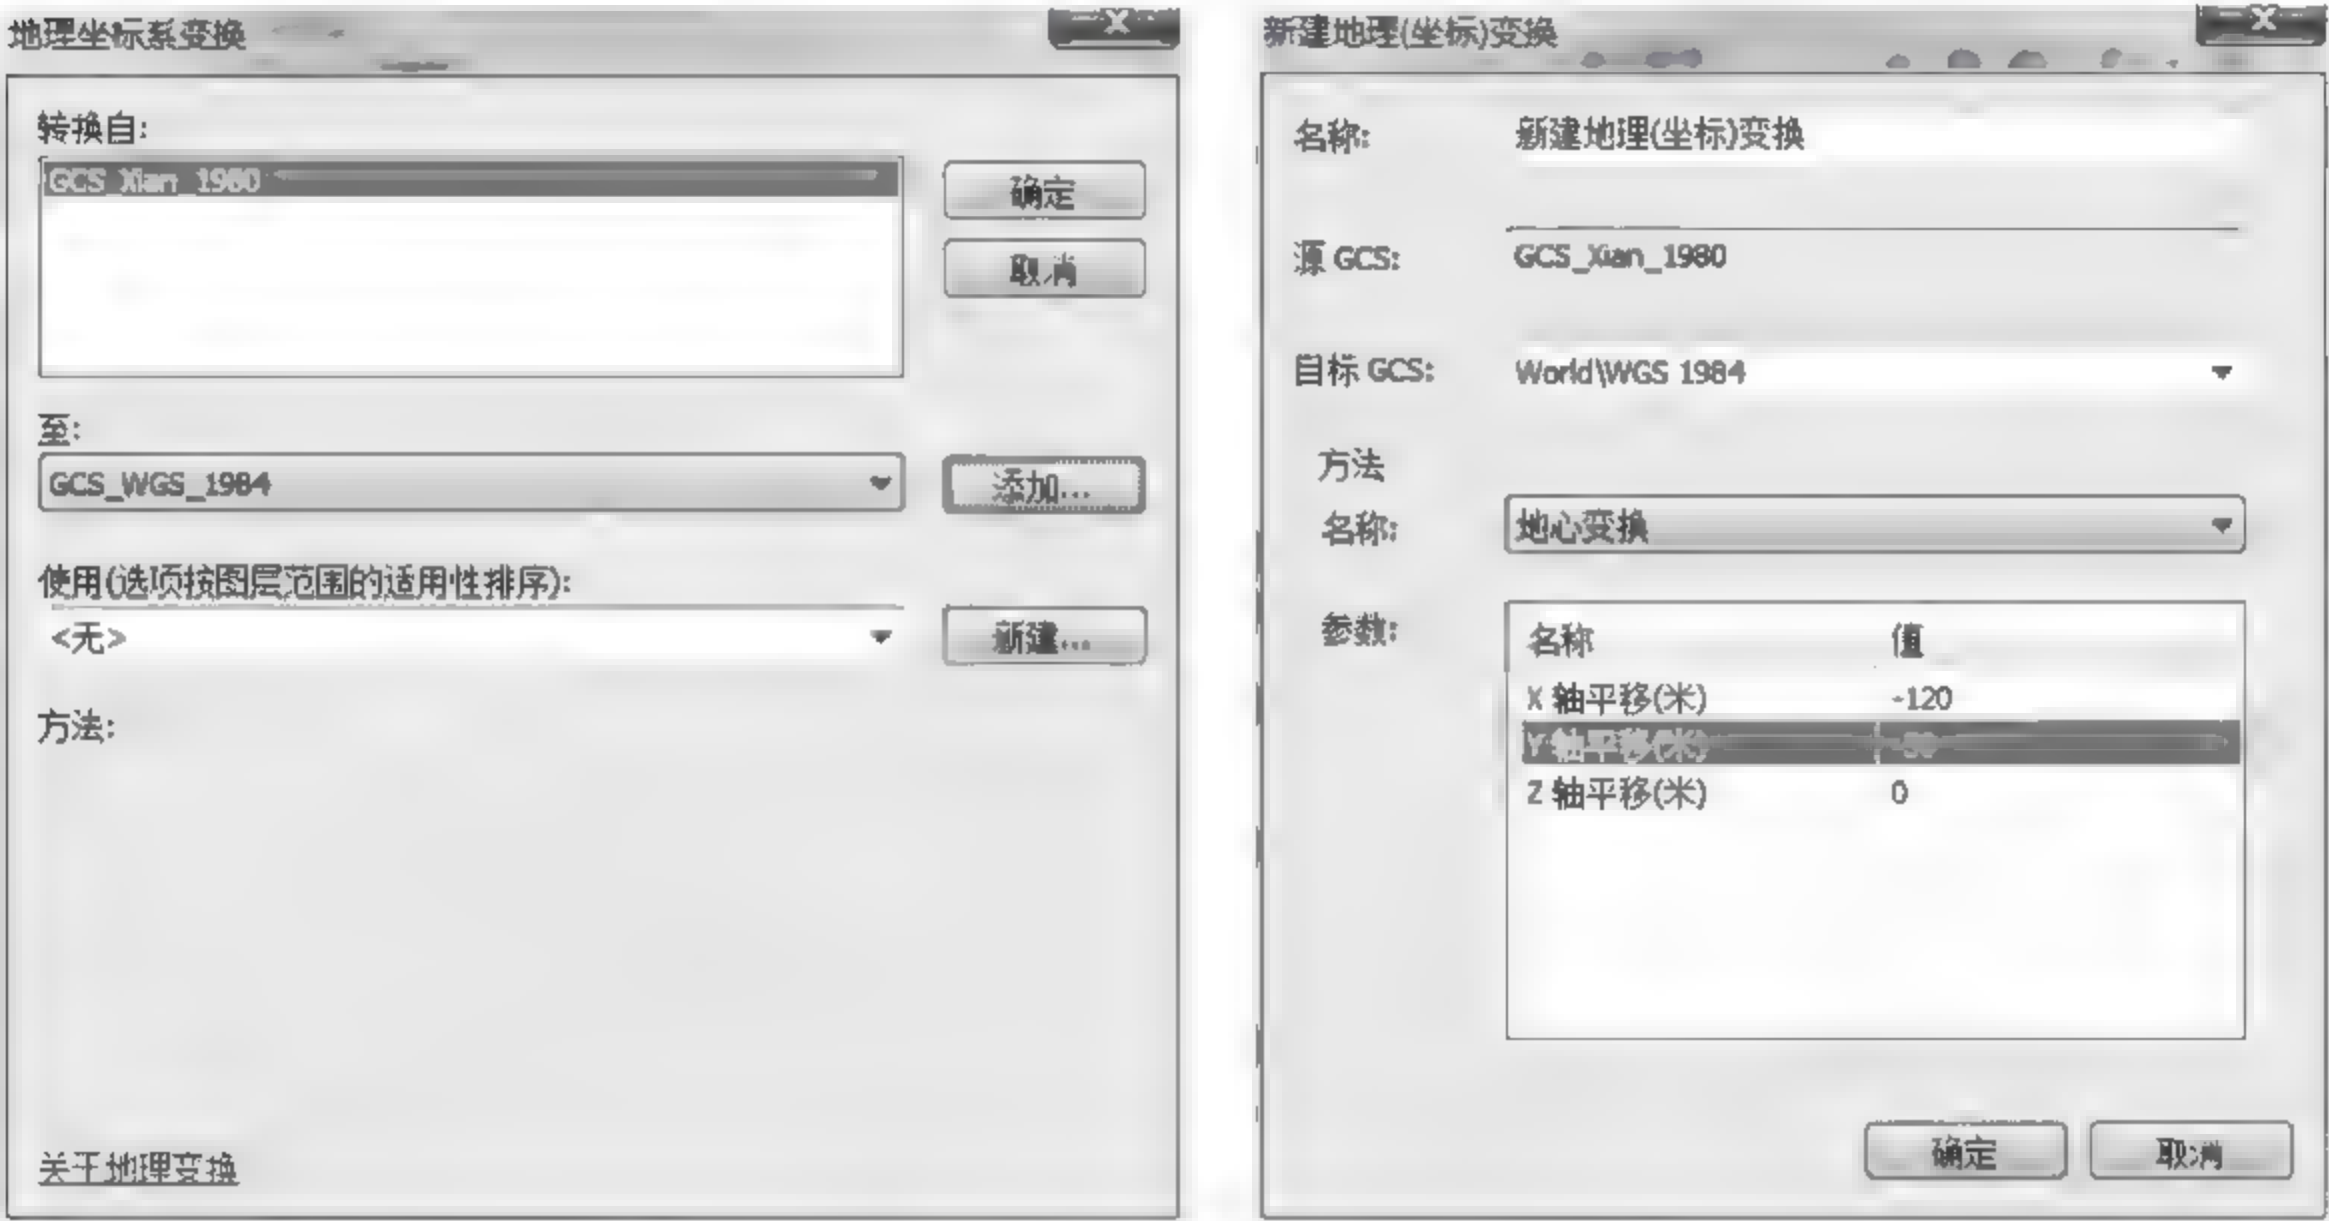 地理坐标系变换
转换自:
GCS_Xian_1980
确定
取消
至:
GCS_WGS_1984
添加...
使用(选项按图层范围的适用性排序):
<无>
新建...
方法:
关于地理变换
新建地理(坐标)变换
名称: 新建地理(坐标)变换
源 GCS: GCS_Xian_1980
目标 GCS: World\WGS 1984
方法
名称: 地心变换
参数:
名称 值
X 轴平移(米) -120
Y 轴平移(米)
Z 轴平移(米) 0
确定 取消